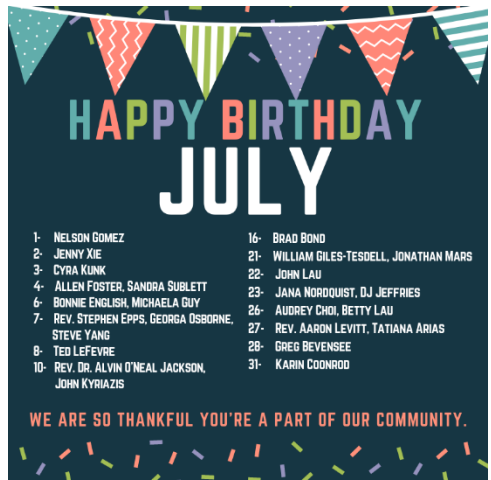 HAPPY BIRTHDAY
JULY
1- NELSON GOMEZ
2- JENNY XIE
3- CYRA KUNK
4- ALLEN FOSTER, SANDRA SUBLETT
6- BONNIE ENGLISH, MICHAELA GUY
7- REV. STEPHEN EPPS, GEORGA OSBORNE,
STEVE YANG
8- TED LEFEVRE
10- REV. DR. ALVIN O'NEAL JACKSON,
JOHN KYRIAZIS
16- BRAD BOND
21- WILLIAM GILES-TESDELL, JONATHAN MARS
22- JOHN LAU
23- JANA NORDQUIST, DJ JEFFRIES
26- AUDREY CHOI, BETTY LAU
27- REV. AARON LEVITT, TATIANA ARIAS
28- GREG BEVENSEE
31- KARIN COONROD
WE ARE SO THANKFUL YOU'RE A PART OF OUR COMMUNITY.